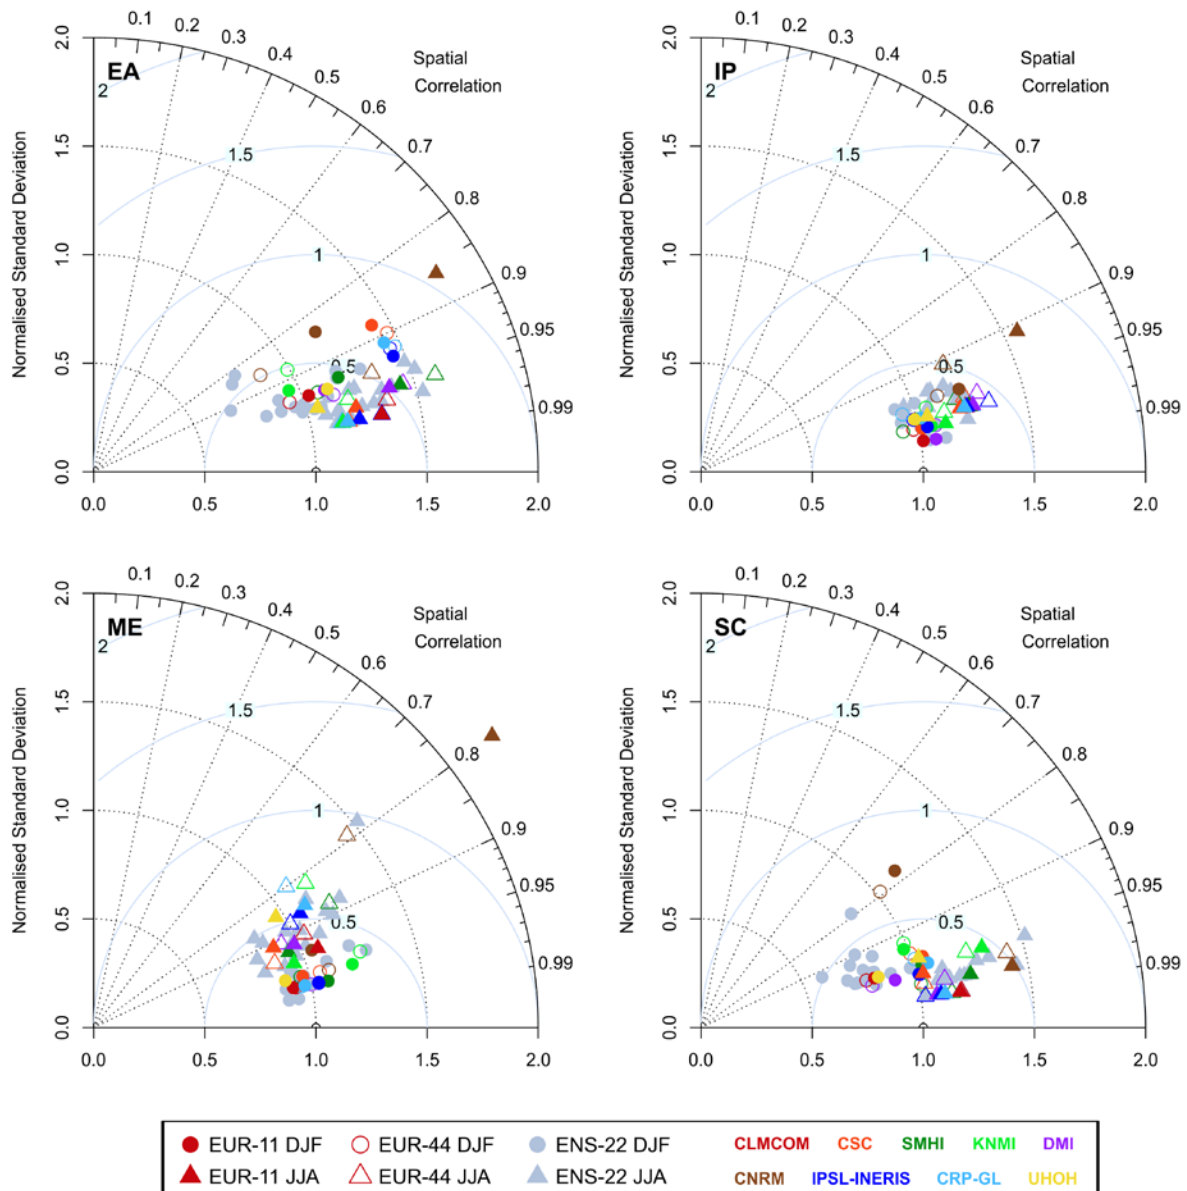 0.1 0.2 0.3 0.4 0.5 0.6 0.7 0.8 0.9 0.95 0.99
Spatial
Correlation
EA
Normalised Standard Deviation
2.0 1.5 1.0 0.5 0.0
2 1.5 1 0.5
0.0 0.5 1.0 1.5 2.0
0.1 0.2 0.3 0.4 0.5 0.6 0.7 0.8 0.9 0.95 0.99
Spatial
Correlation
IP
Normalised Standard Deviation
2.0 1.5 1.0 0.5 0.0
2 1.5 1 0.5
0.0 0.5 1.0 1.5 2.0
0.1 0.2 0.3 0.4 0.5 0.6 0.7 0.8 0.9 0.95 0.99
Spatial
Correlation
ME
Normalised Standard Deviation
2.0 1.5 1.0 0.5 0.0
2 1.5 1 0.5
0.0 0.5 1.0 1.5 2.0
0.1 0.2 0.3 0.4 0.5 0.6 0.7 0.8 0.9 0.95 0.99
Spatial
Correlation
SC
Normalised Standard Deviation
2.0 1.5 1.0 0.5 0.0
2 1.5 1 0.5
0.0 0.5 1.0 1.5 2.0
EUR-11 DJF EUR-44 DJF ENS-22 DJF CLMCOM CSC SMHI KNMI DMI
EUR-11 JJA EUR-44 JJA ENS-22 JJA CNRM IPSL-INERIS CRP-GL UHOH